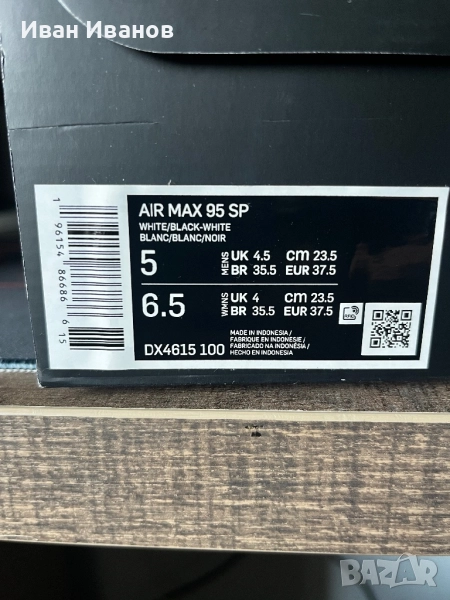 Иван Иванов
AIR MAX 95 SP
WHITE/BLACK-WHITE
BLANC/BLANC/NOIR
5 MENS UK 4.5 CM 23.5
BR 35.5 EUR 37.5
6.5 WMNS UK 4 CM 23.5
BR 35.5 EUR 37.5
DX4615 100
MADE IN INDONESIA/
FABRIQUE EN INDONESIE/
FABRICADO NA INDONÉSIA/
HECHO EN INDONESIA
1 96154 86686 6 15
BAZAR